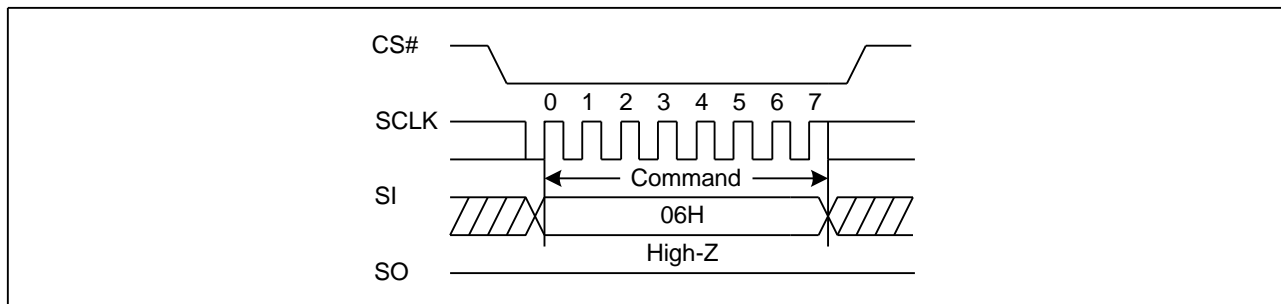 CS#
0 1 2 3 4 5 6 7
SCLK
Command
SI
06H
High-Z
SO